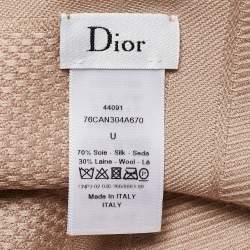 Dior
44091
76CAN304A670
U
70% Soie - Silk - Seda
30% Laine - Wool - Lã
Made in ITALY
ITALY